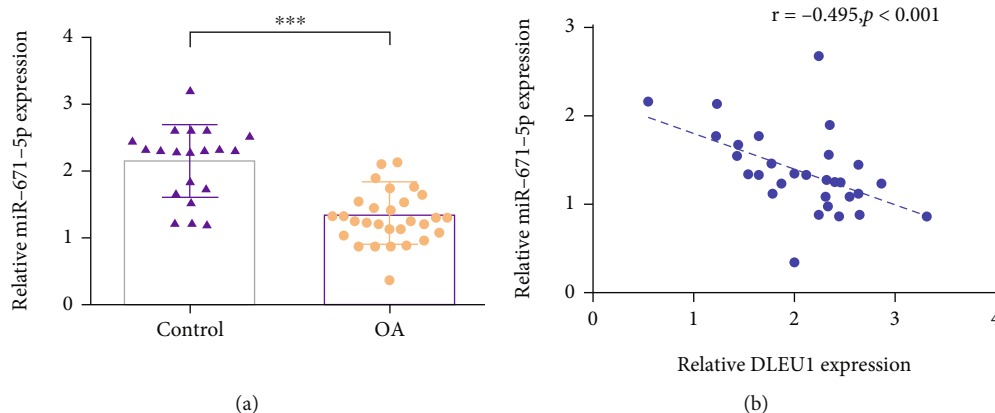 ***
Relative miR–671–5p expression
4
3
2
1
0
Control
OA
(a)
r = –0.495,p < 0.001
Relative miR–671–5p expression
3
2
1
0
0
1
2
3
4
Relative DLEU1 expression
(b)